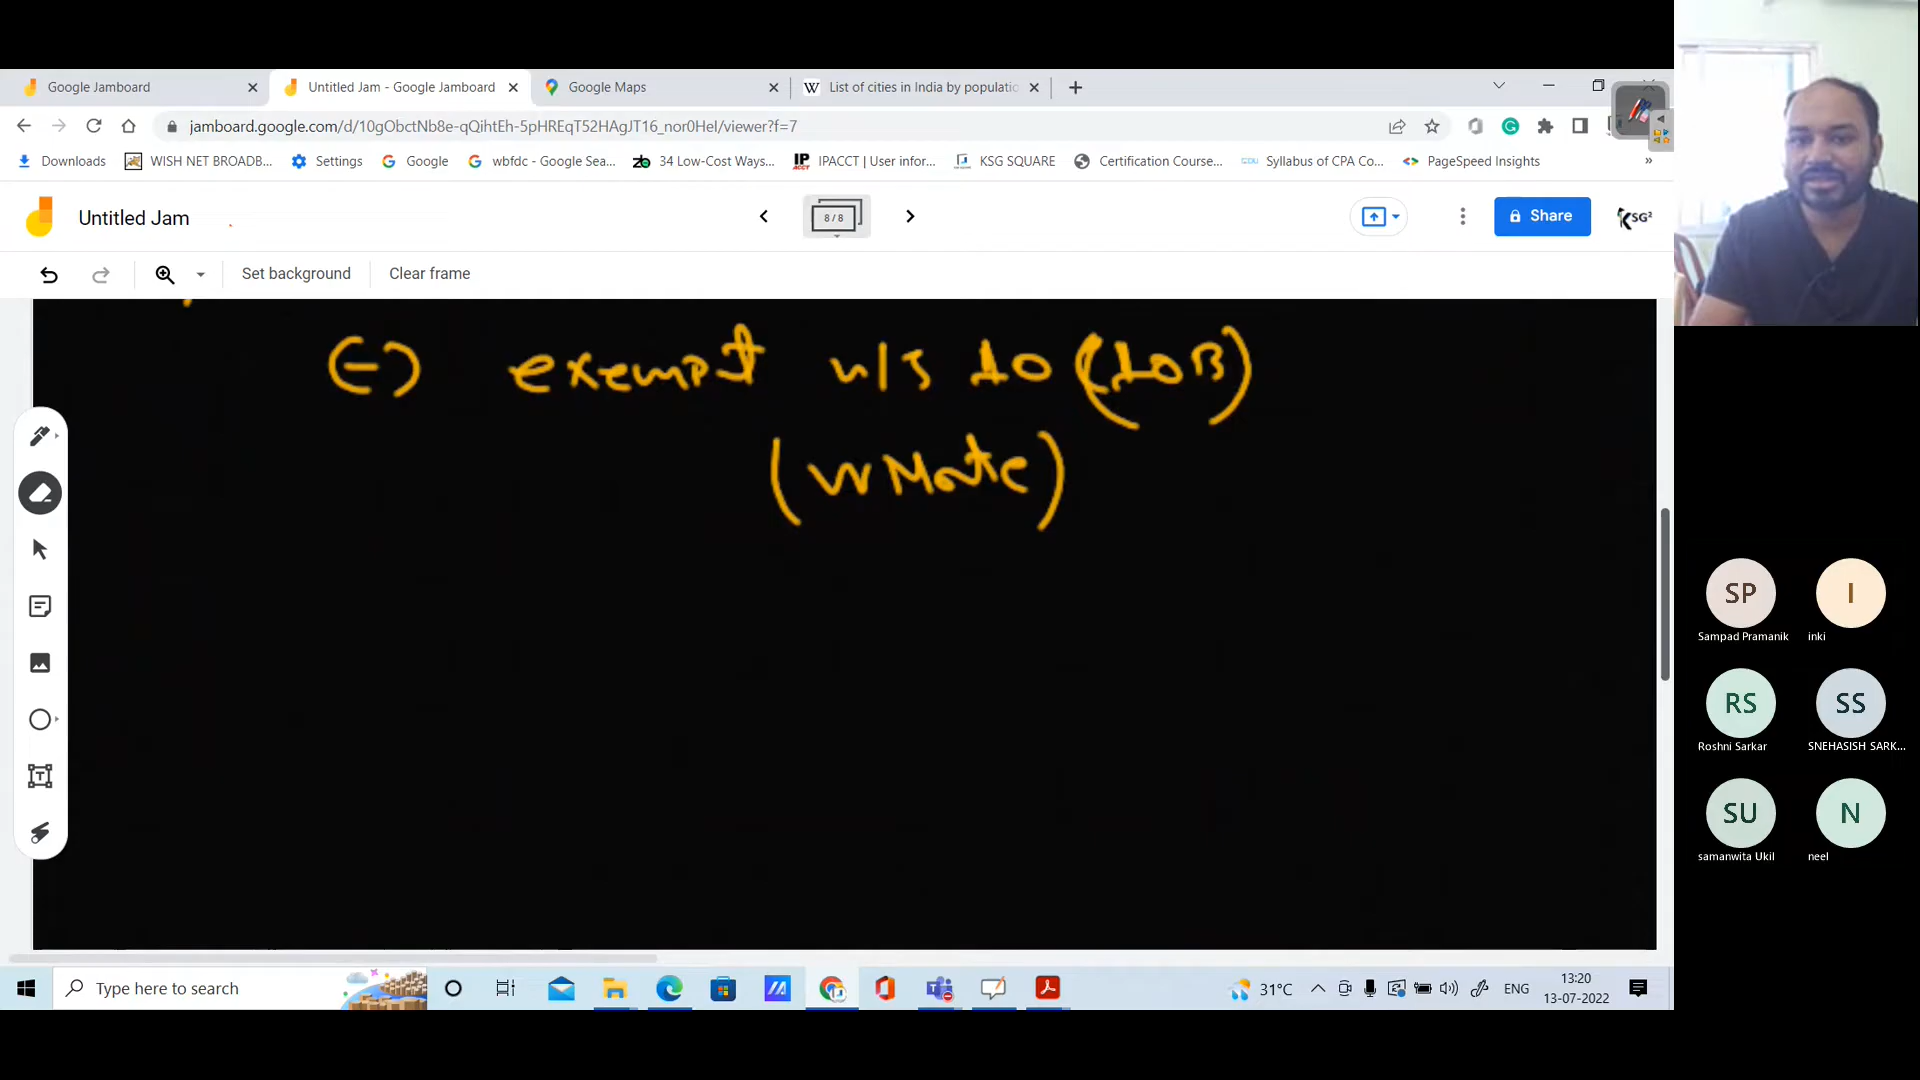 Google Jamboard
Untitled Jam - Google Jamboard
Google Maps
W List of cities in India by populatio
jamboard.google.com/d/10gObctNb8e-qQihtEh-5pHREqT52HAgJT16_nor0HeI/viewer?f=7
Downloads WISH NET BROADB... Settings Google wbfdc - Google Sea... 34 Low-Cost Ways... IPACCT | User infor... KSG SQUARE Certification Course... Syllabus of CPA Co... PageSpeed Insights
Untitled Jam
8 / 8
Share
KSG²
Set background Clear frame
(-) exempt u/s 10 (10B)
(W Note)
SP I
Sampad Pramanik inki
RS SS
Roshni Sarkar SNEHASISH SARK...
SU N
samanwita Ukil neel
Type here to search
31°C
ENG
13:20
13-07-2022